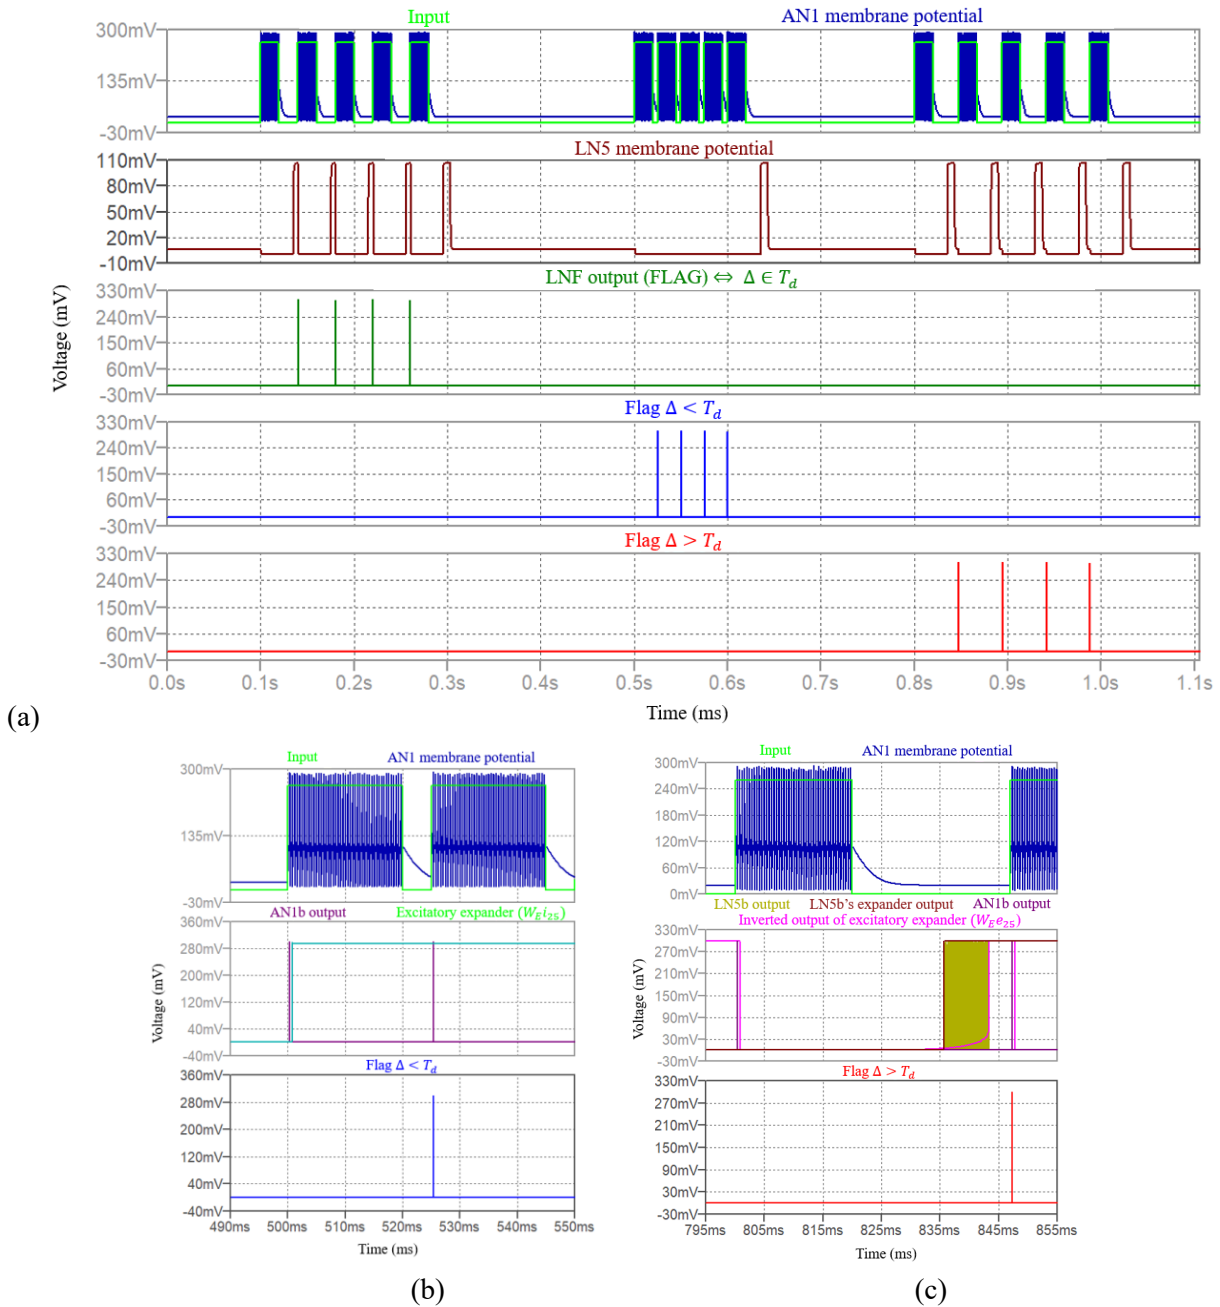 Input
AN1 membrane potential
300mV
135mV
-30mV
LN5 membrane potential
110mV
80mV
50mV
20mV
-10mV
LNF output (FLAG) ⇔ Δ ∈ T_d
330mV
240mV
150mV
60mV
-30mV
Flag Δ < T_d
330mV
240mV
150mV
60mV
-30mV
Flag Δ > T_d
330mV
240mV
150mV
60mV
-30mV
Voltage (mV)
0.0s 0.1s 0.2s 0.3s 0.4s 0.5s 0.6s 0.7s 0.8s 0.9s 1.0s 1.1s
Time (ms)
(a)
Input
AN1 membrane potential
300mV
135mV
-30mV
AN1b output
Excitatory expander (W_E i_25)
360mV
280mV
200mV
120mV
40mV
-40mV
Flag Δ < T_d
360mV
280mV
200mV
120mV
40mV
-40mV
Voltage (mV)
490ms 500ms 510ms 520ms 530ms 540ms 550ms
Time (ms)
(b)
Input
AN1 membrane potential
300mV
240mV
180mV
120mV
60mV
0mV
LN5b output
LN5b's expander output
AN1b output
Inverted output of excitatory expander (W_E e_25)
330mV
270mV
210mV
150mV
90mV
30mV
-30mV
Flag Δ > T_d
330mV
270mV
210mV
150mV
90mV
30mV
-30mV
Voltage (mV)
795ms 805ms 815ms 825ms 835ms 845ms 855ms
Time (ms)
(c)